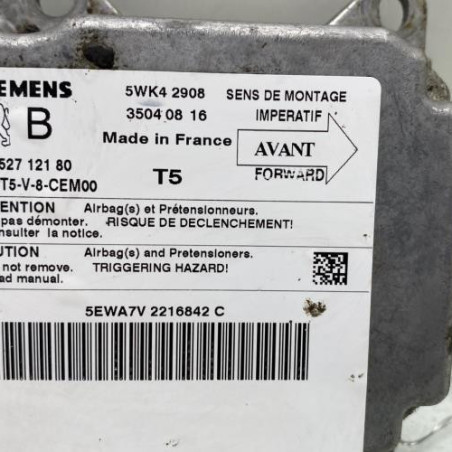 IEMENS 5WK4 2908 SENS DE MONTAGE
B 3504 08 16 IMPERATIF
Made in France AVANT
527 121 80 T5 FORWARD
T5-V-8-CEM00
ENTION Airbag(s) et Prétensionneurs.
pas démonter. RISQUE DE DECLENCHEMENT!
nsulter la notice.
UTION Airbag(s) and Pretensioners.
not remove. TRIGGERING HAZARD!
ad manual.
5EWA7V 2216842 C